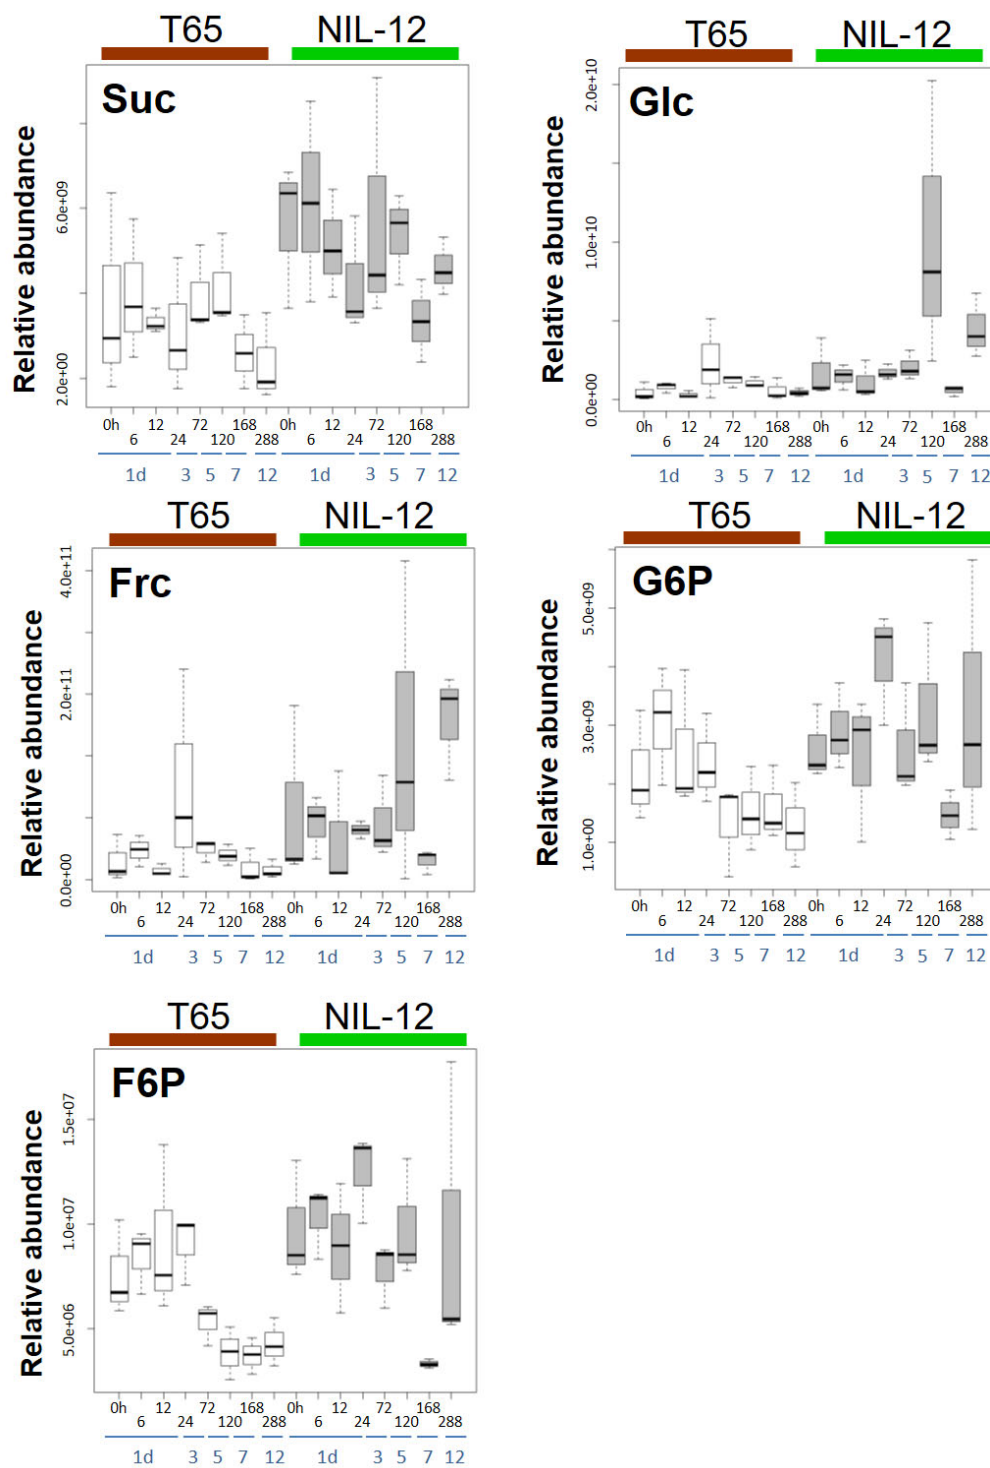 T65 NIL-12
Suc
Relative abundance
6.0e+09
2.0e+00
0h 12 72 168 0h 12 72 168
6 24 120 288 6 24 120 288
1d 3 5 7 12 1d 3 5 7 12
T65 NIL-12
Glc
Relative abundance
2.0e+10
1.0e+10
0.0e+00
0h 12 72 168 0h 12 72 168
6 24 120 288 6 24 120 288
1d 3 5 7 12 1d 3 5 7 12
T65 NIL-12
Frc
Relative abundance
4.0e+11
2.0e+11
0.0e+00
0h 12 72 168 0h 12 72 168
6 24 120 288 6 24 120 288
1d 3 5 7 12 1d 3 5 7 12
T65 NIL-12
G6P
Relative abundance
5.0e+09
3.0e+09
1.0e+00
0h 12 72 168 0h 12 72 168
6 24 120 288 6 24 120 288
1d 3 5 7 12 1d 3 5 7 12
T65 NIL-12
F6P
Relative abundance
1.5e+07
1.0e+07
5.0e+06
0h 12 72 168 0h 12 72 168
6 24 120 288 6 24 120 288
1d 3 5 7 12 1d 3 5 7 12